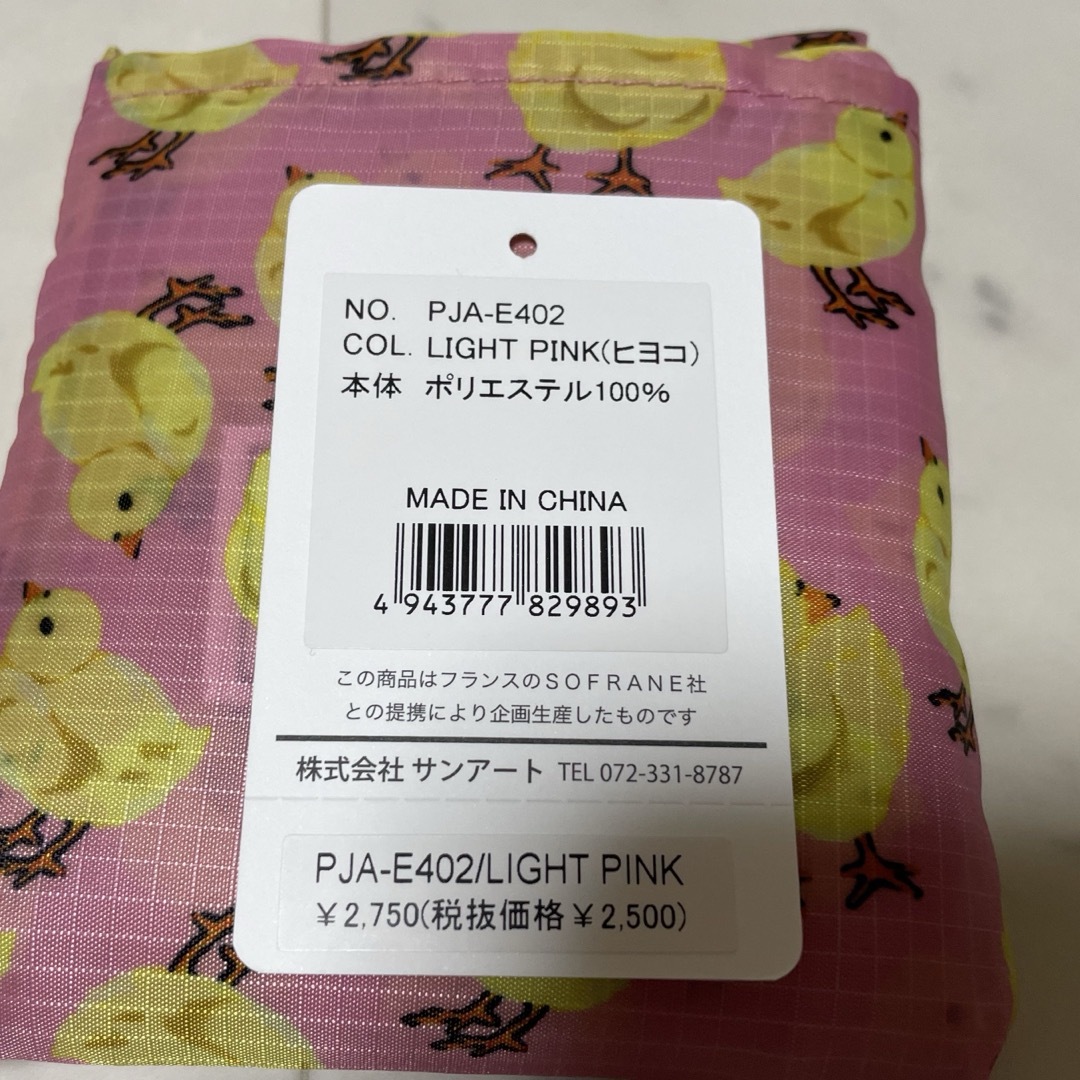 NO. PJA-E402
COL. LIGHT PINK(ヒヨコ)
本体 ポリエステル100%
MADE IN CHINA
4 943777 829893
この商品はフランスのSOFRANE社
との提携により企画生産したものです
株式会社 サンアート TEL 072-331-8787
PJA-E402/LIGHT PINK
¥2,750(税抜価格¥2,500)